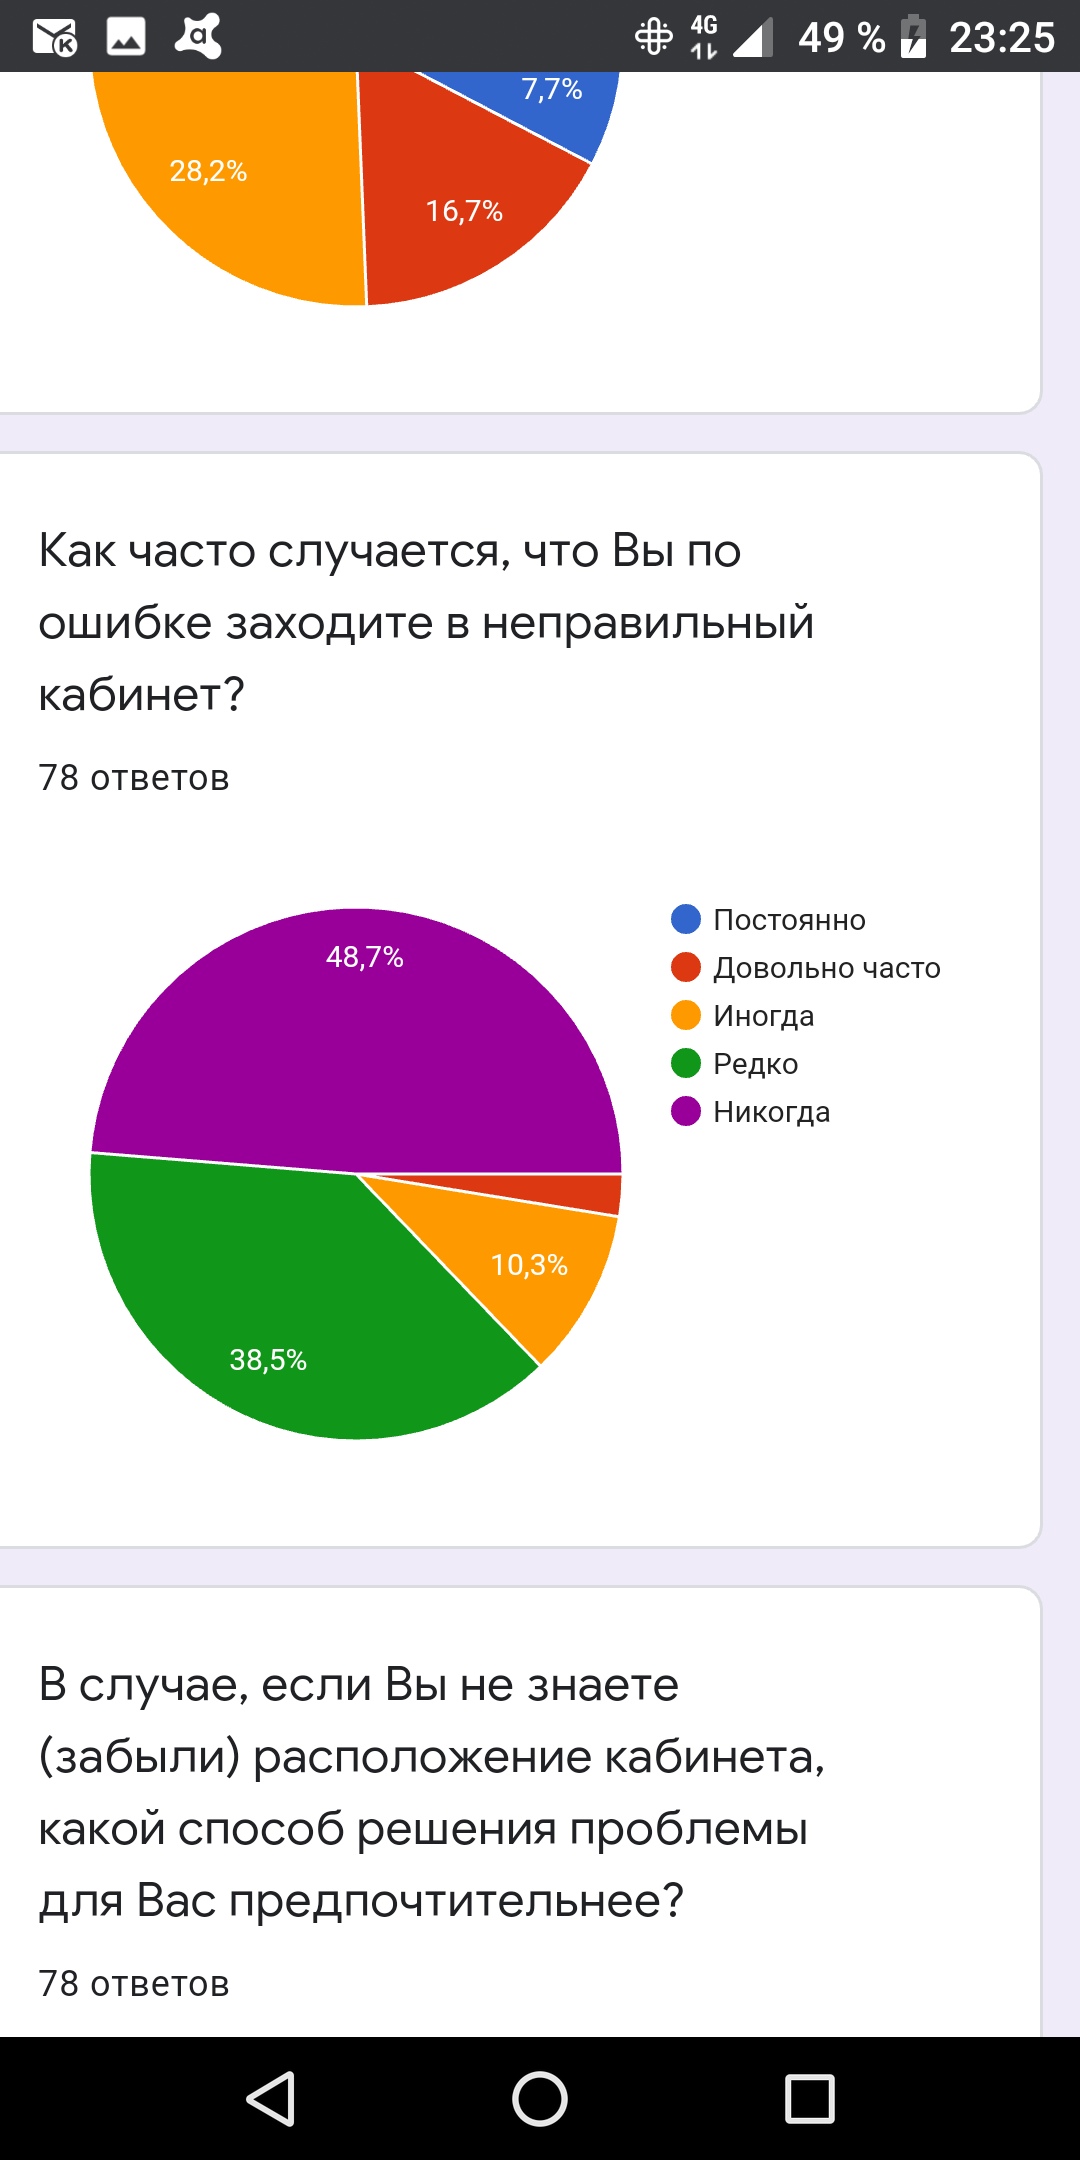 4G
49 %
23:25
7,7%
28,2%
16,7%
Как часто случается, что Вы по
ошибке заходите в неправильный
кабинет?
78 ответов
48,7%
10,3%
38,5%
Постоянно
Довольно часто
Иногда
Редко
Никогда
В случае, если Вы не знаете
(забыли) расположение кабинета,
какой способ решения проблемы
для Вас предпочтительнее?
78 ответов